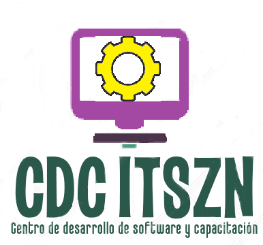 CDC ITSZN
Centro de desarrollo de software y capacitación